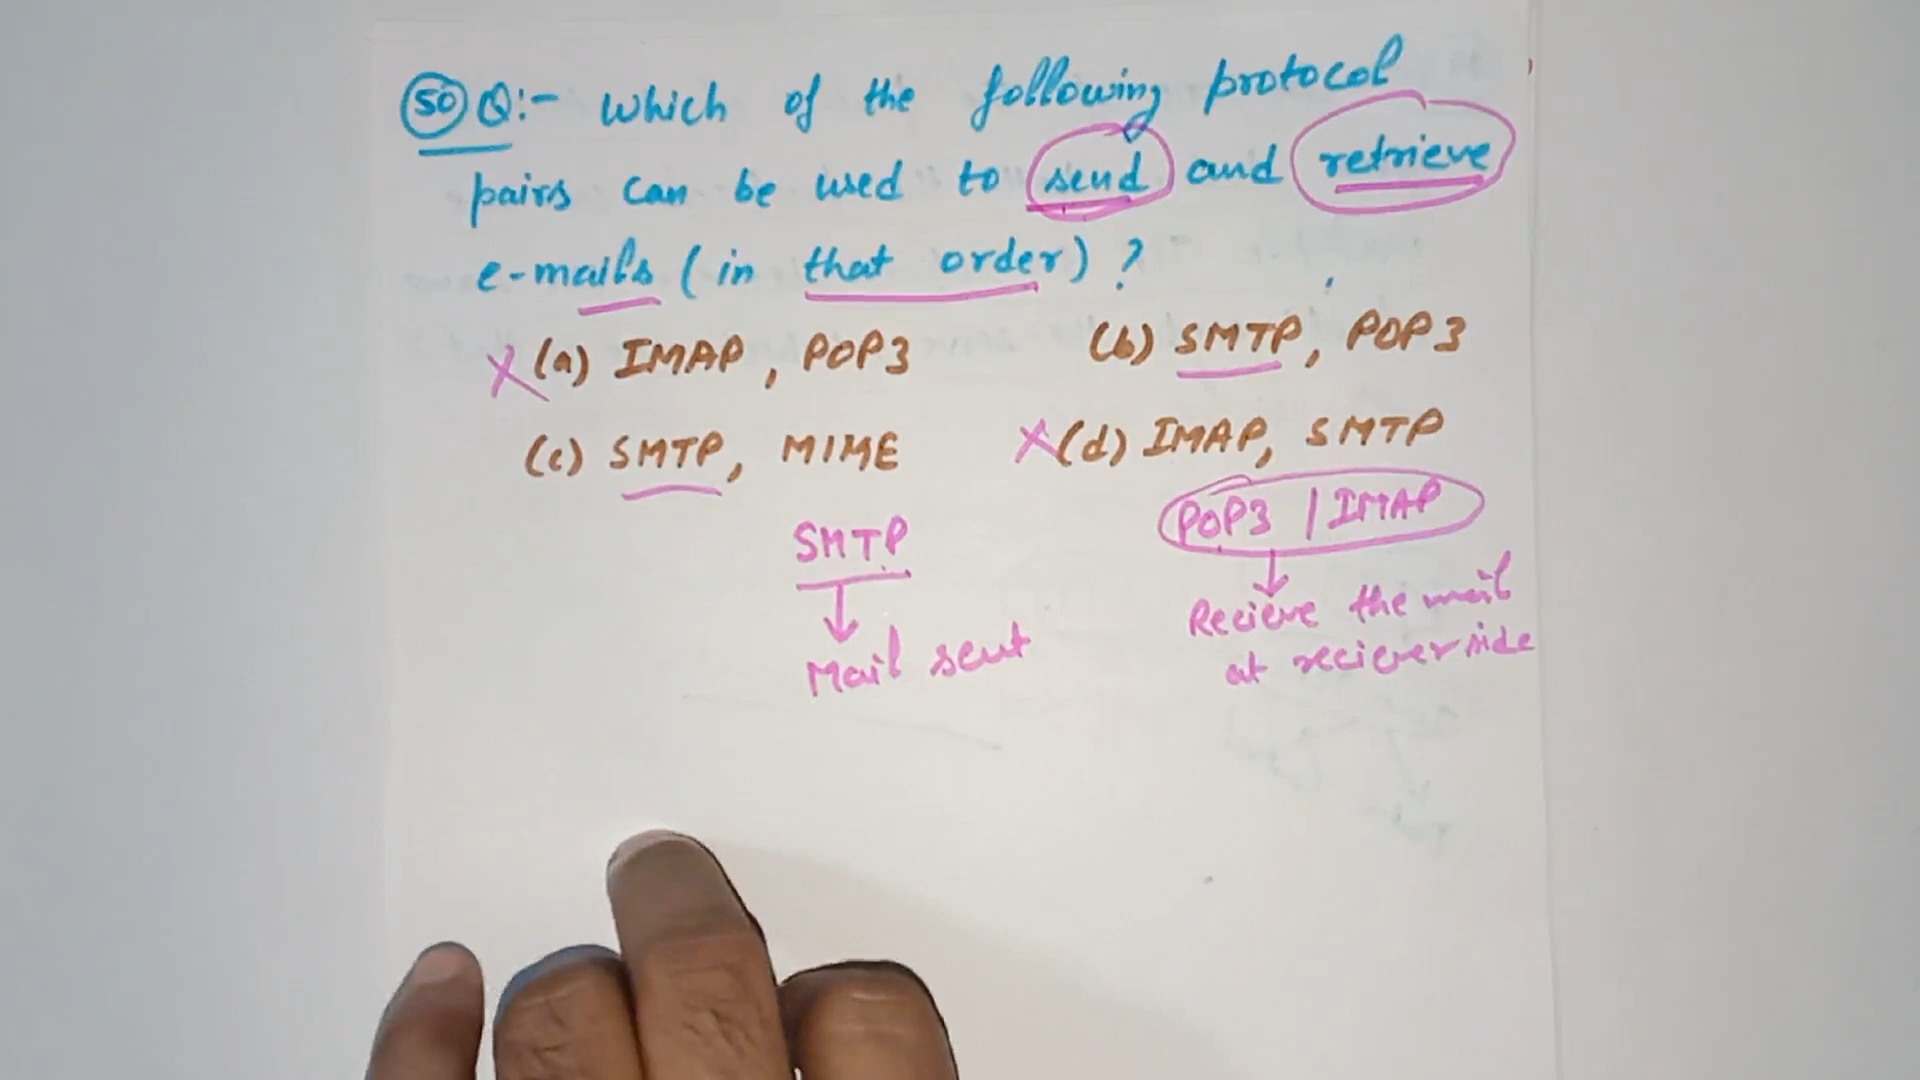 50 Q:- Which of the following protocol
pairs can be used to send and retrieve
e-mails (in that order) ?
X (a) IMAP, POP3 (b) SMTP, POP3
(c) SMTP, MIME X (d) IMAP, SMTP
SMTP POP3 / IMAP
Mail sent Recieve the mail
at reciever side